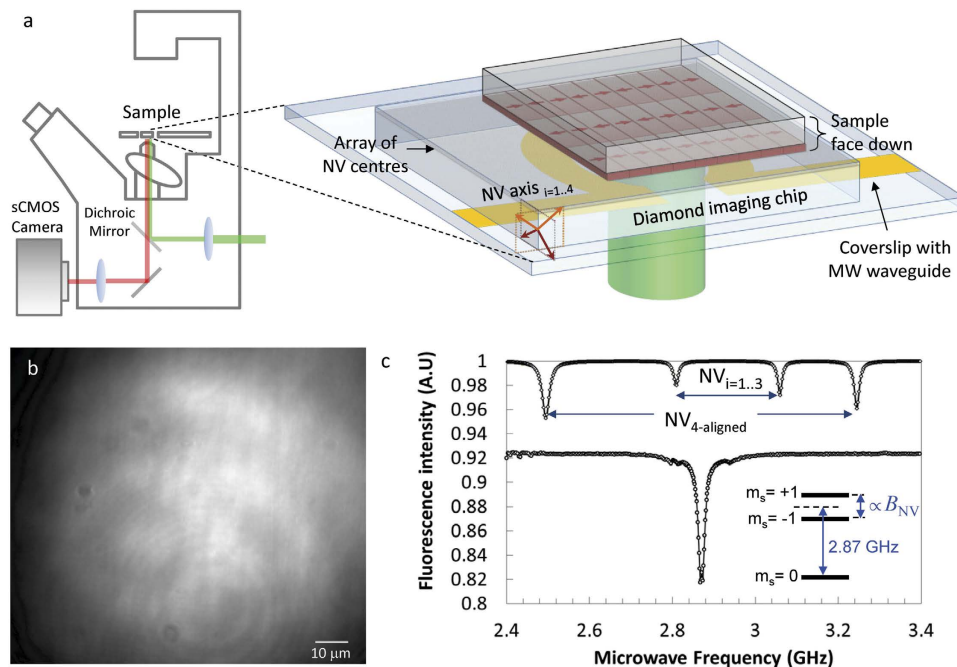 a
Sample
sCMOS
Camera
Dichroic
Mirror
Array of
NV centres
NV axis i=1..4
Diamond imaging chip
Sample
face down
Coverslip with
MW waveguide
b
10 μm
c
Fluorescence intensity (A.U)
1
0.98
0.96
0.94
0.92
0.9
0.88
0.86
0.84
0.82
0.8
NVi=1..3
NV4-aligned
ms= +1
ms= -1
∝BNV
2.87 GHz
ms= 0
2.4 2.6 2.8 3 3.2 3.4
Microwave Frequency (GHz)